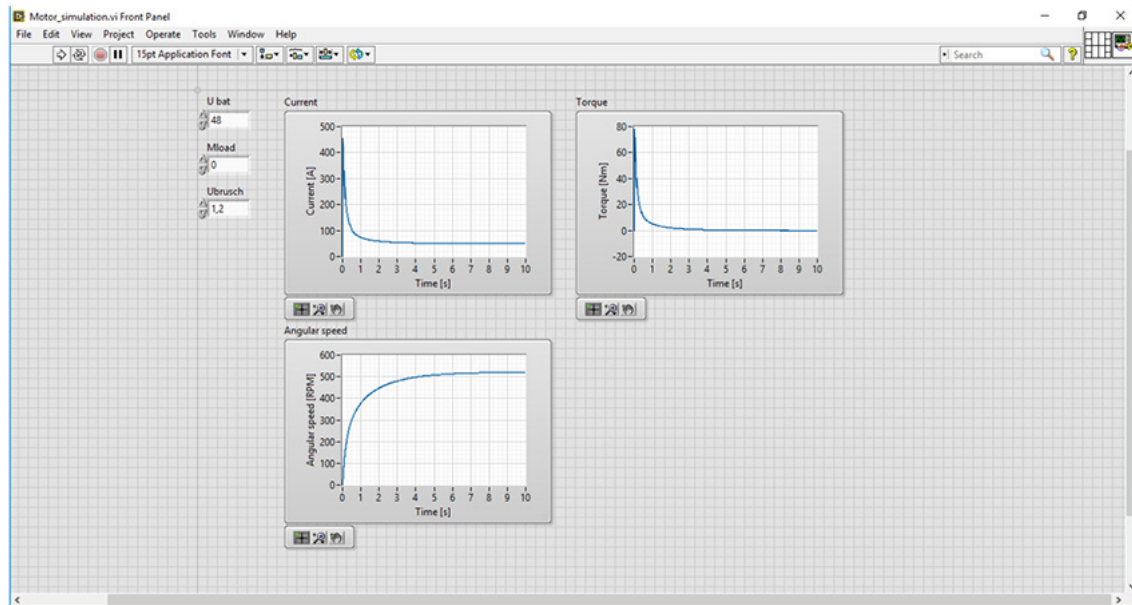 Motor_simulation.vi Front Panel
File Edit View Project Operate Tools Window Help
15pt Application Font
Search
?
U bat
48
Mload
0
Ubrusch
1,2
Current
500
400
300
200
100
0
Current [A]
0 1 2 3 4 5 6 7 8 9 10
Time [s]
Torque
80
60
40
20
0
-20
Torque [Nm]
0 1 2 3 4 5 6 7 8 9 10
Time [s]
Angular speed
600
500
400
300
200
100
0
Angular speed [RPM]
0 1 2 3 4 5 6 7 8 9 10
Time [s]